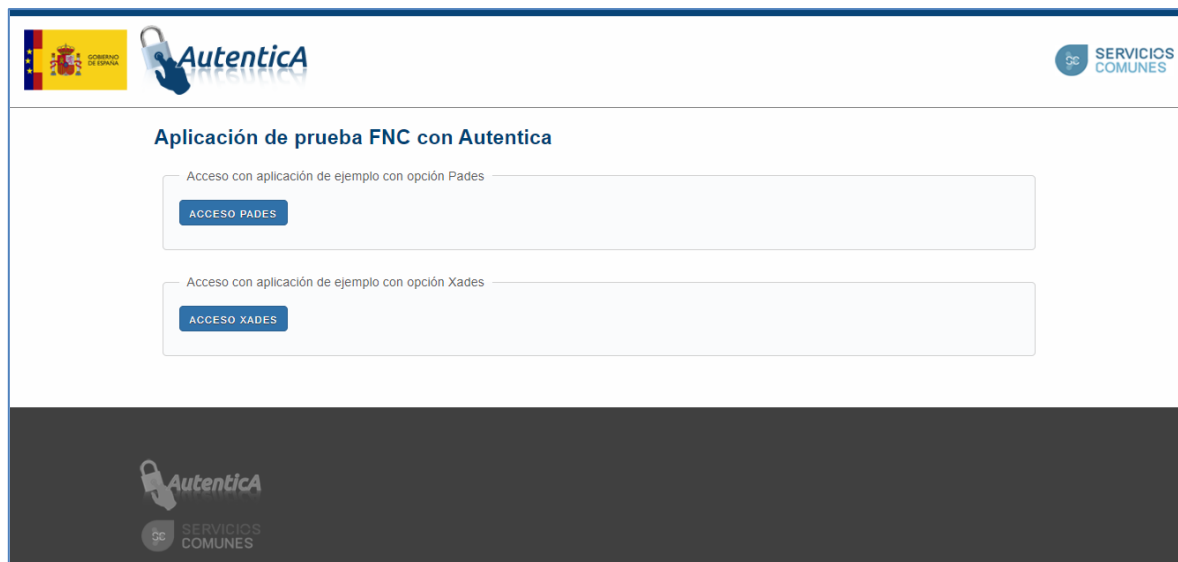 GOBIERNO
DE ESPAÑA
AutenticA
SERVICIOS
COMUNES
Aplicación de prueba FNC con Autentica
Acceso con aplicación de ejemplo con opción Pades
ACCESO PADES
Acceso con aplicación de ejemplo con opción Xades
ACCESO XADES
AutenticA
SERVICIOS
COMUNES